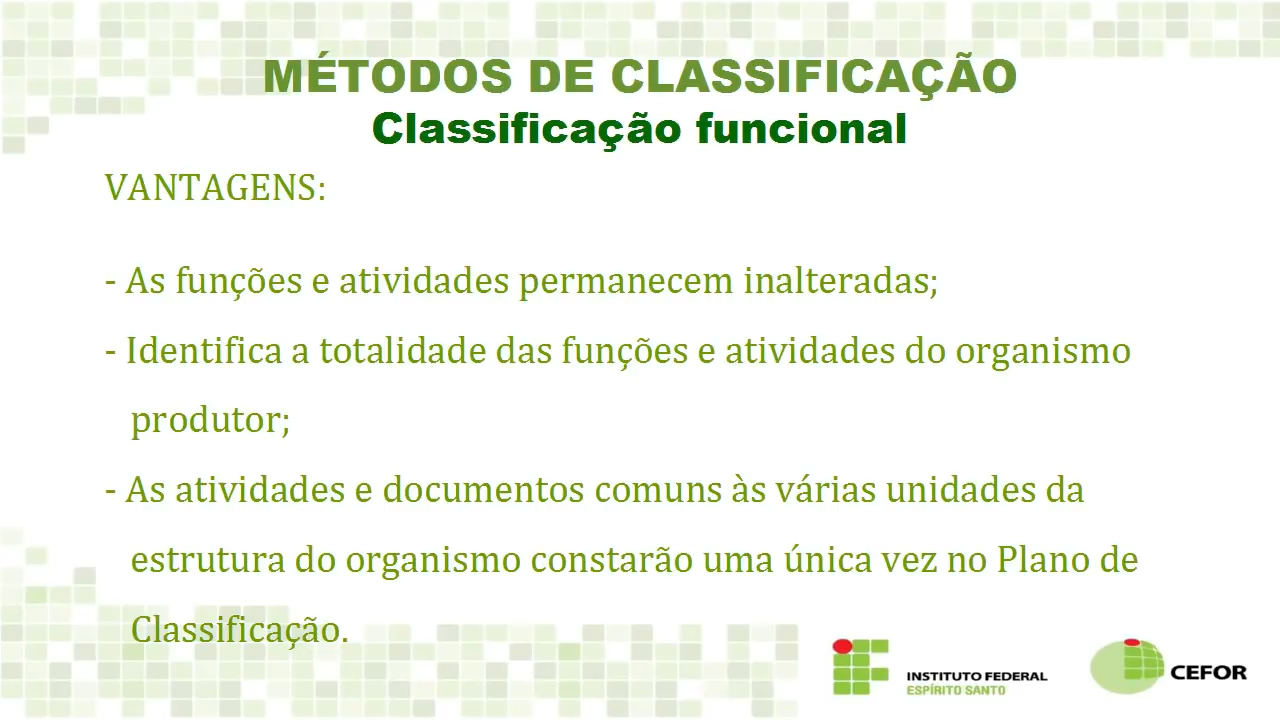 MÉTODOS DE CLASSIFICAÇÃO
Classificação funcional
VANTAGENS:
- As funções e atividades permanecem inalteradas;
- Identifica a totalidade das funções e atividades do organismo
produtor;
- As atividades e documentos comuns às várias unidades da
estrutura do organismo constarão uma única vez no Plano de
Classificação.
INSTITUTO FEDERAL
ESPÍRITO SANTO
CEFOR